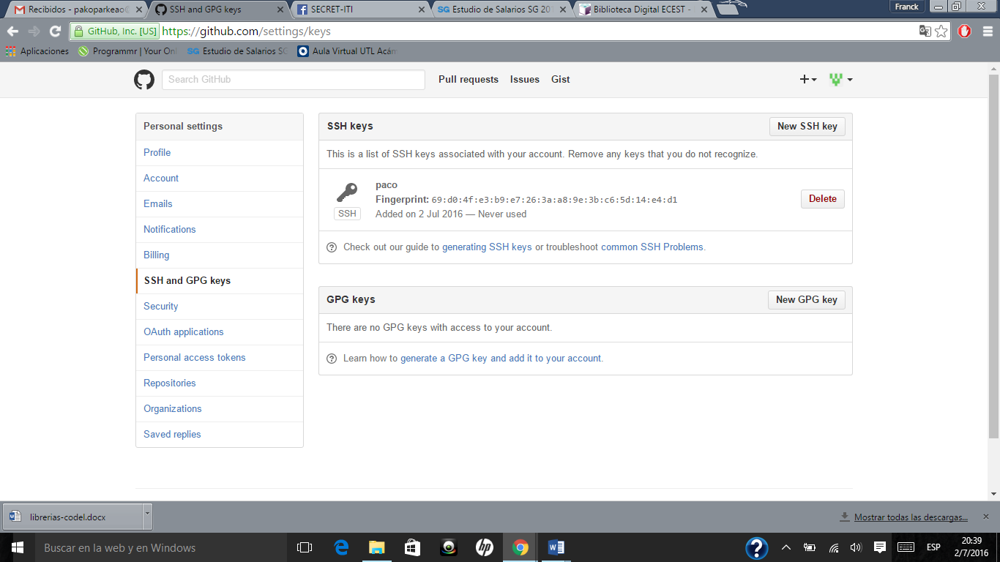 Recibidos - pakoparkeao@
SSH and GPG keys
SECRET-ITI
SG Estudio de Salarios SG 20
Biblioteca Digital ECEST -
Franck
GitHub, Inc. [US]
https://github.com/settings/keys
Aplicaciones
Programmr | Your Onl
SG Estudio de Salarios SG
Aula Virtual UTL Acám
Search GitHub
Pull requests
Issues
Gist
Personal settings
Profile
Account
Emails
Notifications
Billing
SSH and GPG keys
Security
OAuth applications
Personal access tokens
Repositories
Organizations
Saved replies
SSH keys
New SSH key
This is a list of SSH keys associated with your account. Remove any keys that you do not recognize.
paco
Fingerprint: 69:d0:4f:e3:b9:e7:26:3a:a8:9e:3b:c6:5d:14:e4:d1
SSH
Added on 2 Jul 2016 — Never used
Delete
Check out our guide to generating SSH keys or troubleshoot common SSH Problems.
GPG keys
New GPG key
There are no GPG keys with access to your account.
Learn how to generate a GPG key and add it to your account.
librerias-codel.docx
Mostrar todas las descargas...
Buscar en la web y en Windows
hp
ESP
20:39
2/7/2016